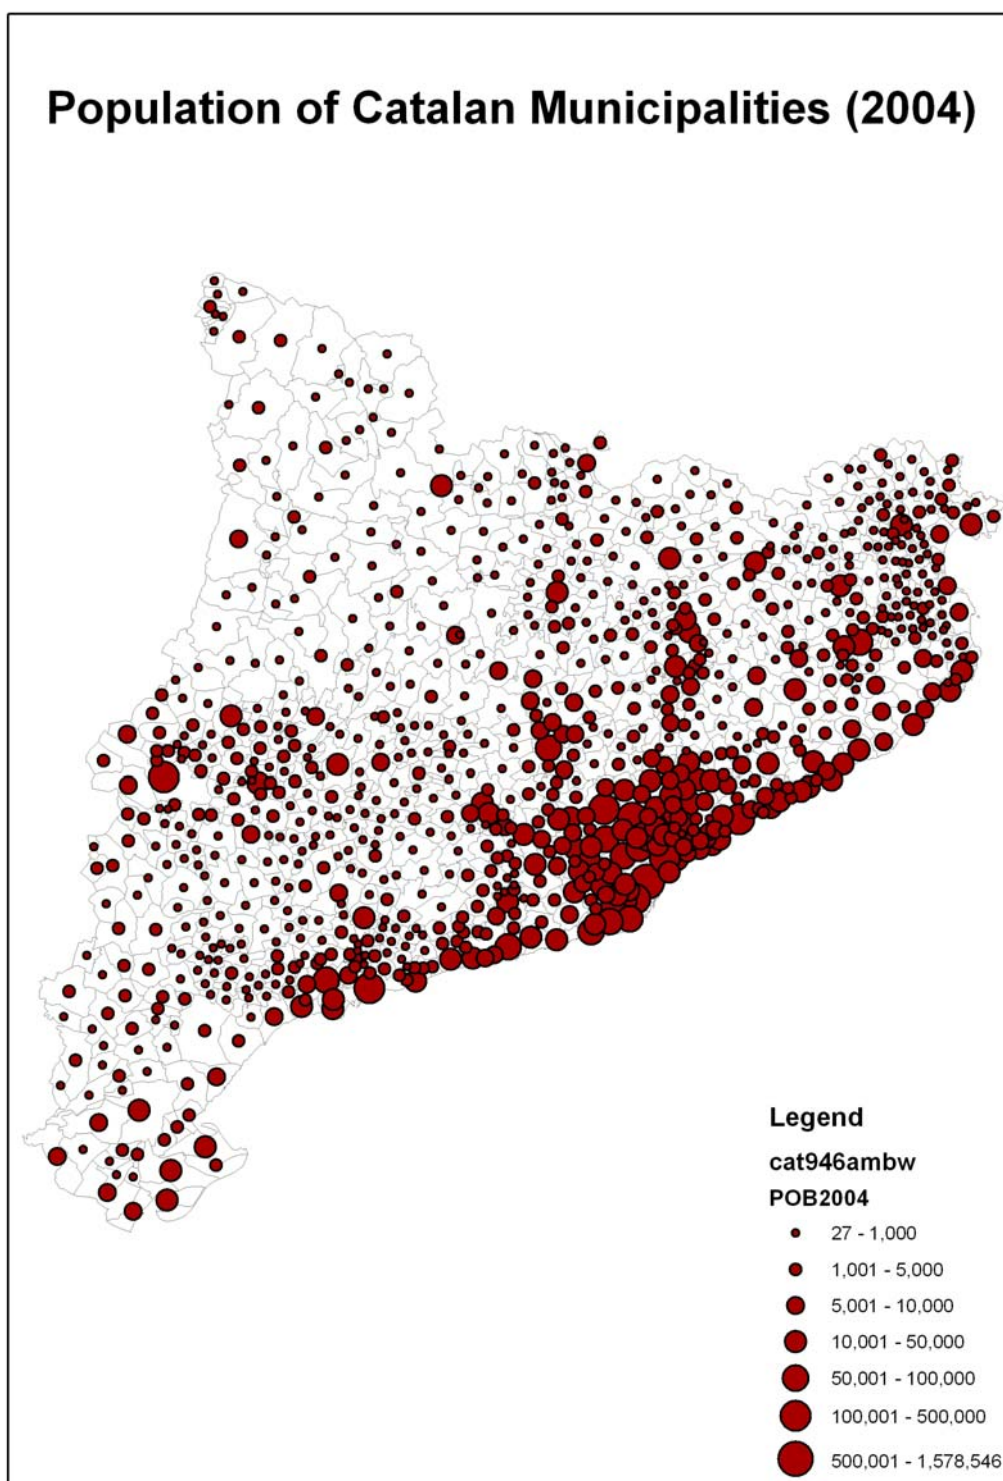 Population of Catalan Municipalities (2004)
Legend
cat946ambw
POB2004
27 - 1,000
1,001 - 5,000
5,001 - 10,000
10,001 - 50,000
50,001 - 100,000
100,001 - 500,000
500,001 - 1,578,546